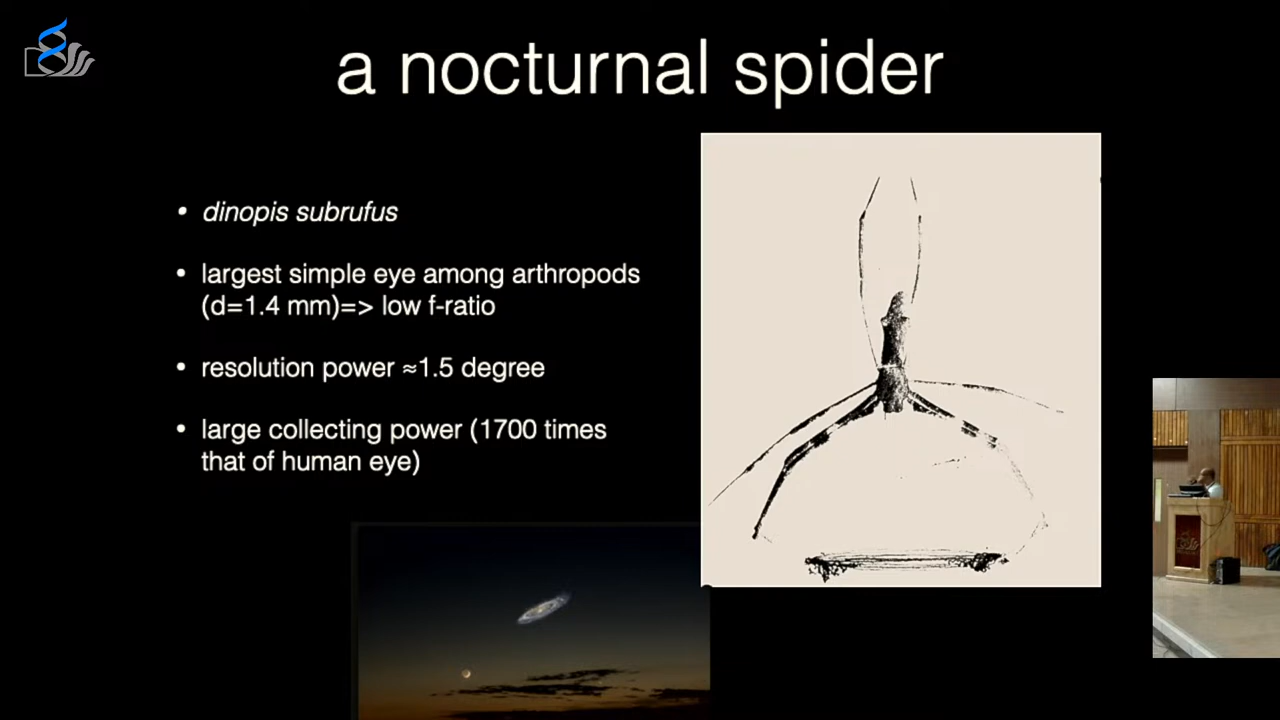 a nocturnal spider
• dinopis subrufus
• largest simple eye among arthropods
(d=1.4 mm)=> low f-ratio
• resolution power ≈1.5 degree
• large collecting power (1700 times
that of human eye)